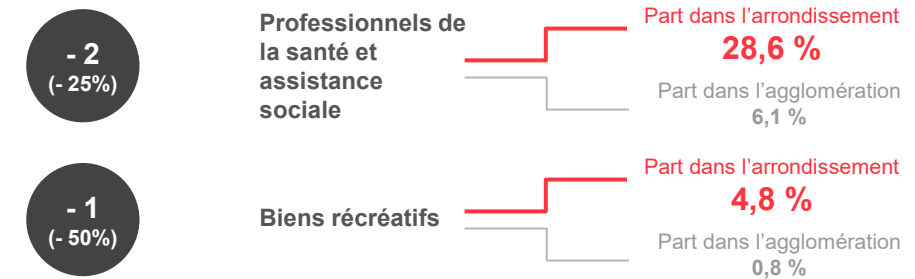 - 2
(- 25%)
Professionnels de
la santé et
assistance
sociale
Part dans l'arrondissement
28,6 %
Part dans l'agglomération
6,1 %
- 1
(- 50%)
Biens récréatifs
Part dans l'arrondissement
4,8 %
Part dans l'agglomération
0,8 %